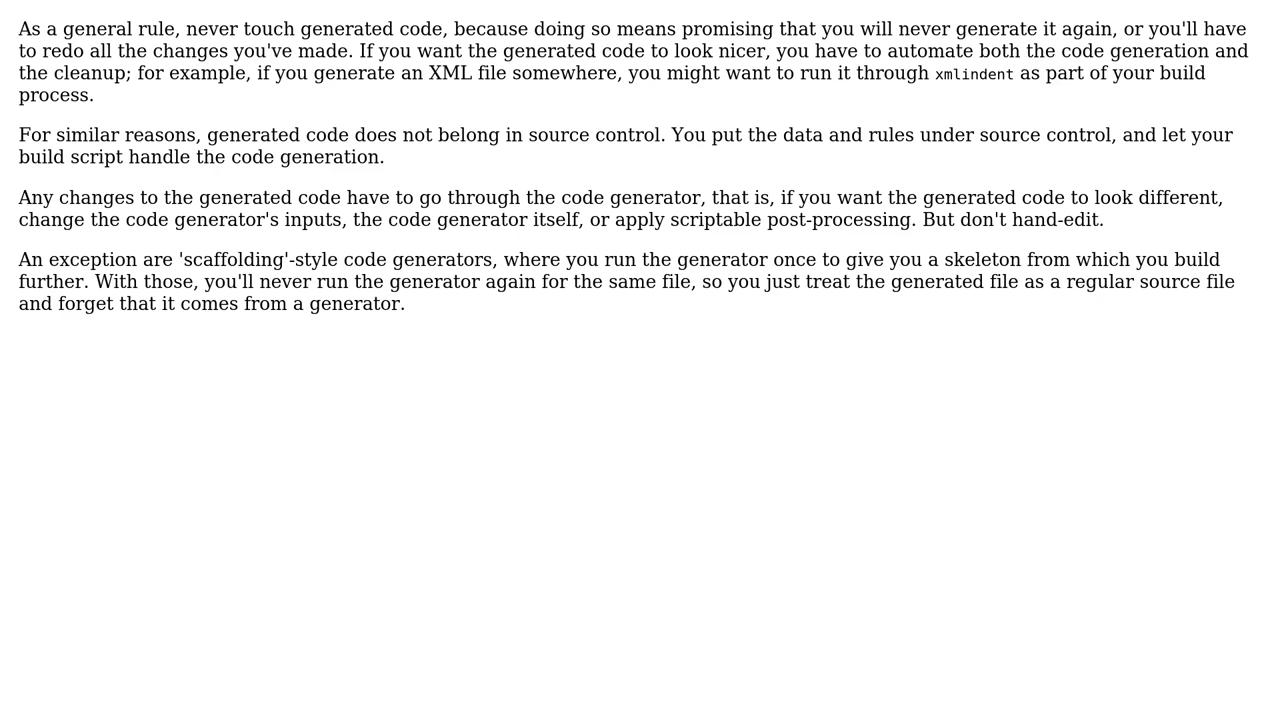 As a general rule, never touch generated code, because doing so means promising that you will never generate it again, or you'll have
to redo all the changes you've made. If you want the generated code to look nicer, you have to automate both the code generation and
the cleanup; for example, if you generate an XML file somewhere, you might want to run it through xmlindent as part of your build
process.
For similar reasons, generated code does not belong in source control. You put the data and rules under source control, and let your
build script handle the code generation.
Any changes to the generated code have to go through the code generator, that is, if you want the generated code to look different,
change the code generator's inputs, the code generator itself, or apply scriptable post-processing. But don't hand-edit.
An exception are 'scaffolding'-style code generators, where you run the generator once to give you a skeleton from which you build
further. With those, you'll never run the generator again for the same file, so you just treat the generated file as a regular source file
and forget that it comes from a generator.